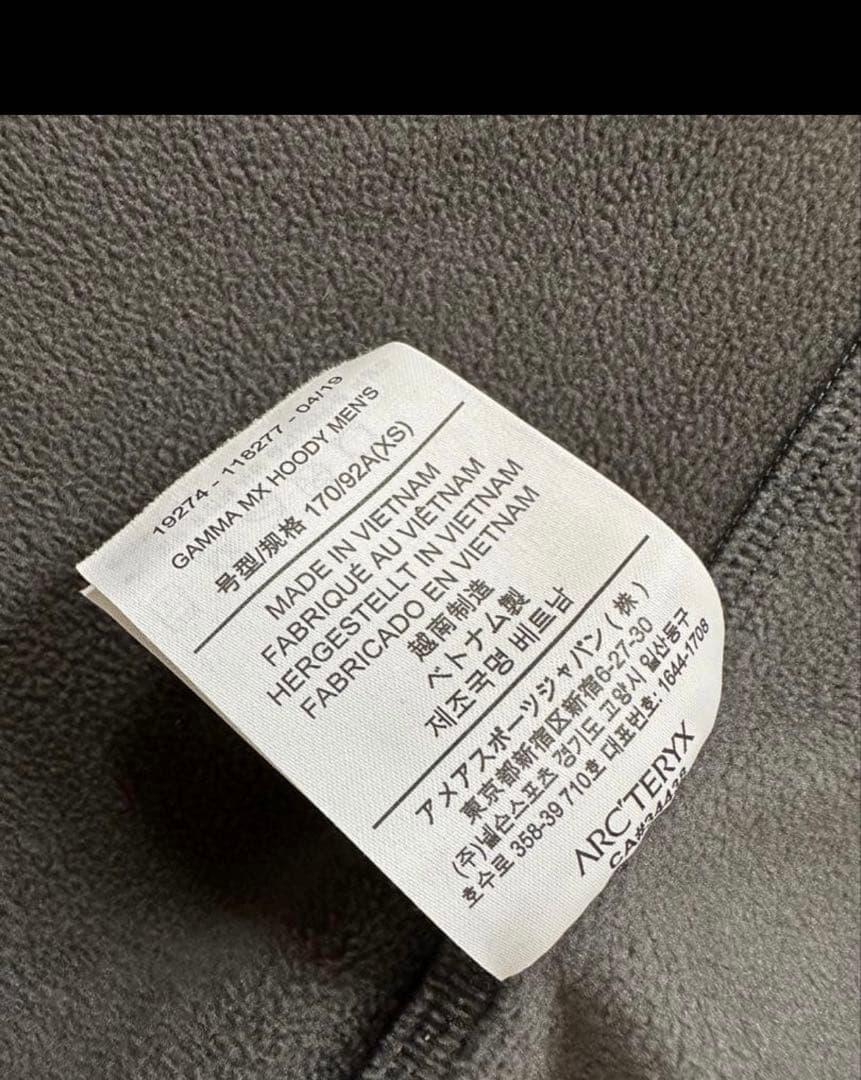 19274 - 118277 - 04/19
GAMMA MX HOODY MEN'S
号型/规格 170/92A(XS)
MADE IN VIETNAM
FABRIQUÉ AU VIÊTNAM
HERGESTELLT IN VIETNAM
FABRICADO EN VIETNAM
越南制造
ベトナム製
제조국명 베트남
アメアスポーツジャパン(株)
東京都新宿区新宿6-27-30
(주)넬슨스포츠 경기도 고양시 일산동구
호수로 358-39 710호 대표번호: 1644-1708
ARC'TERYX